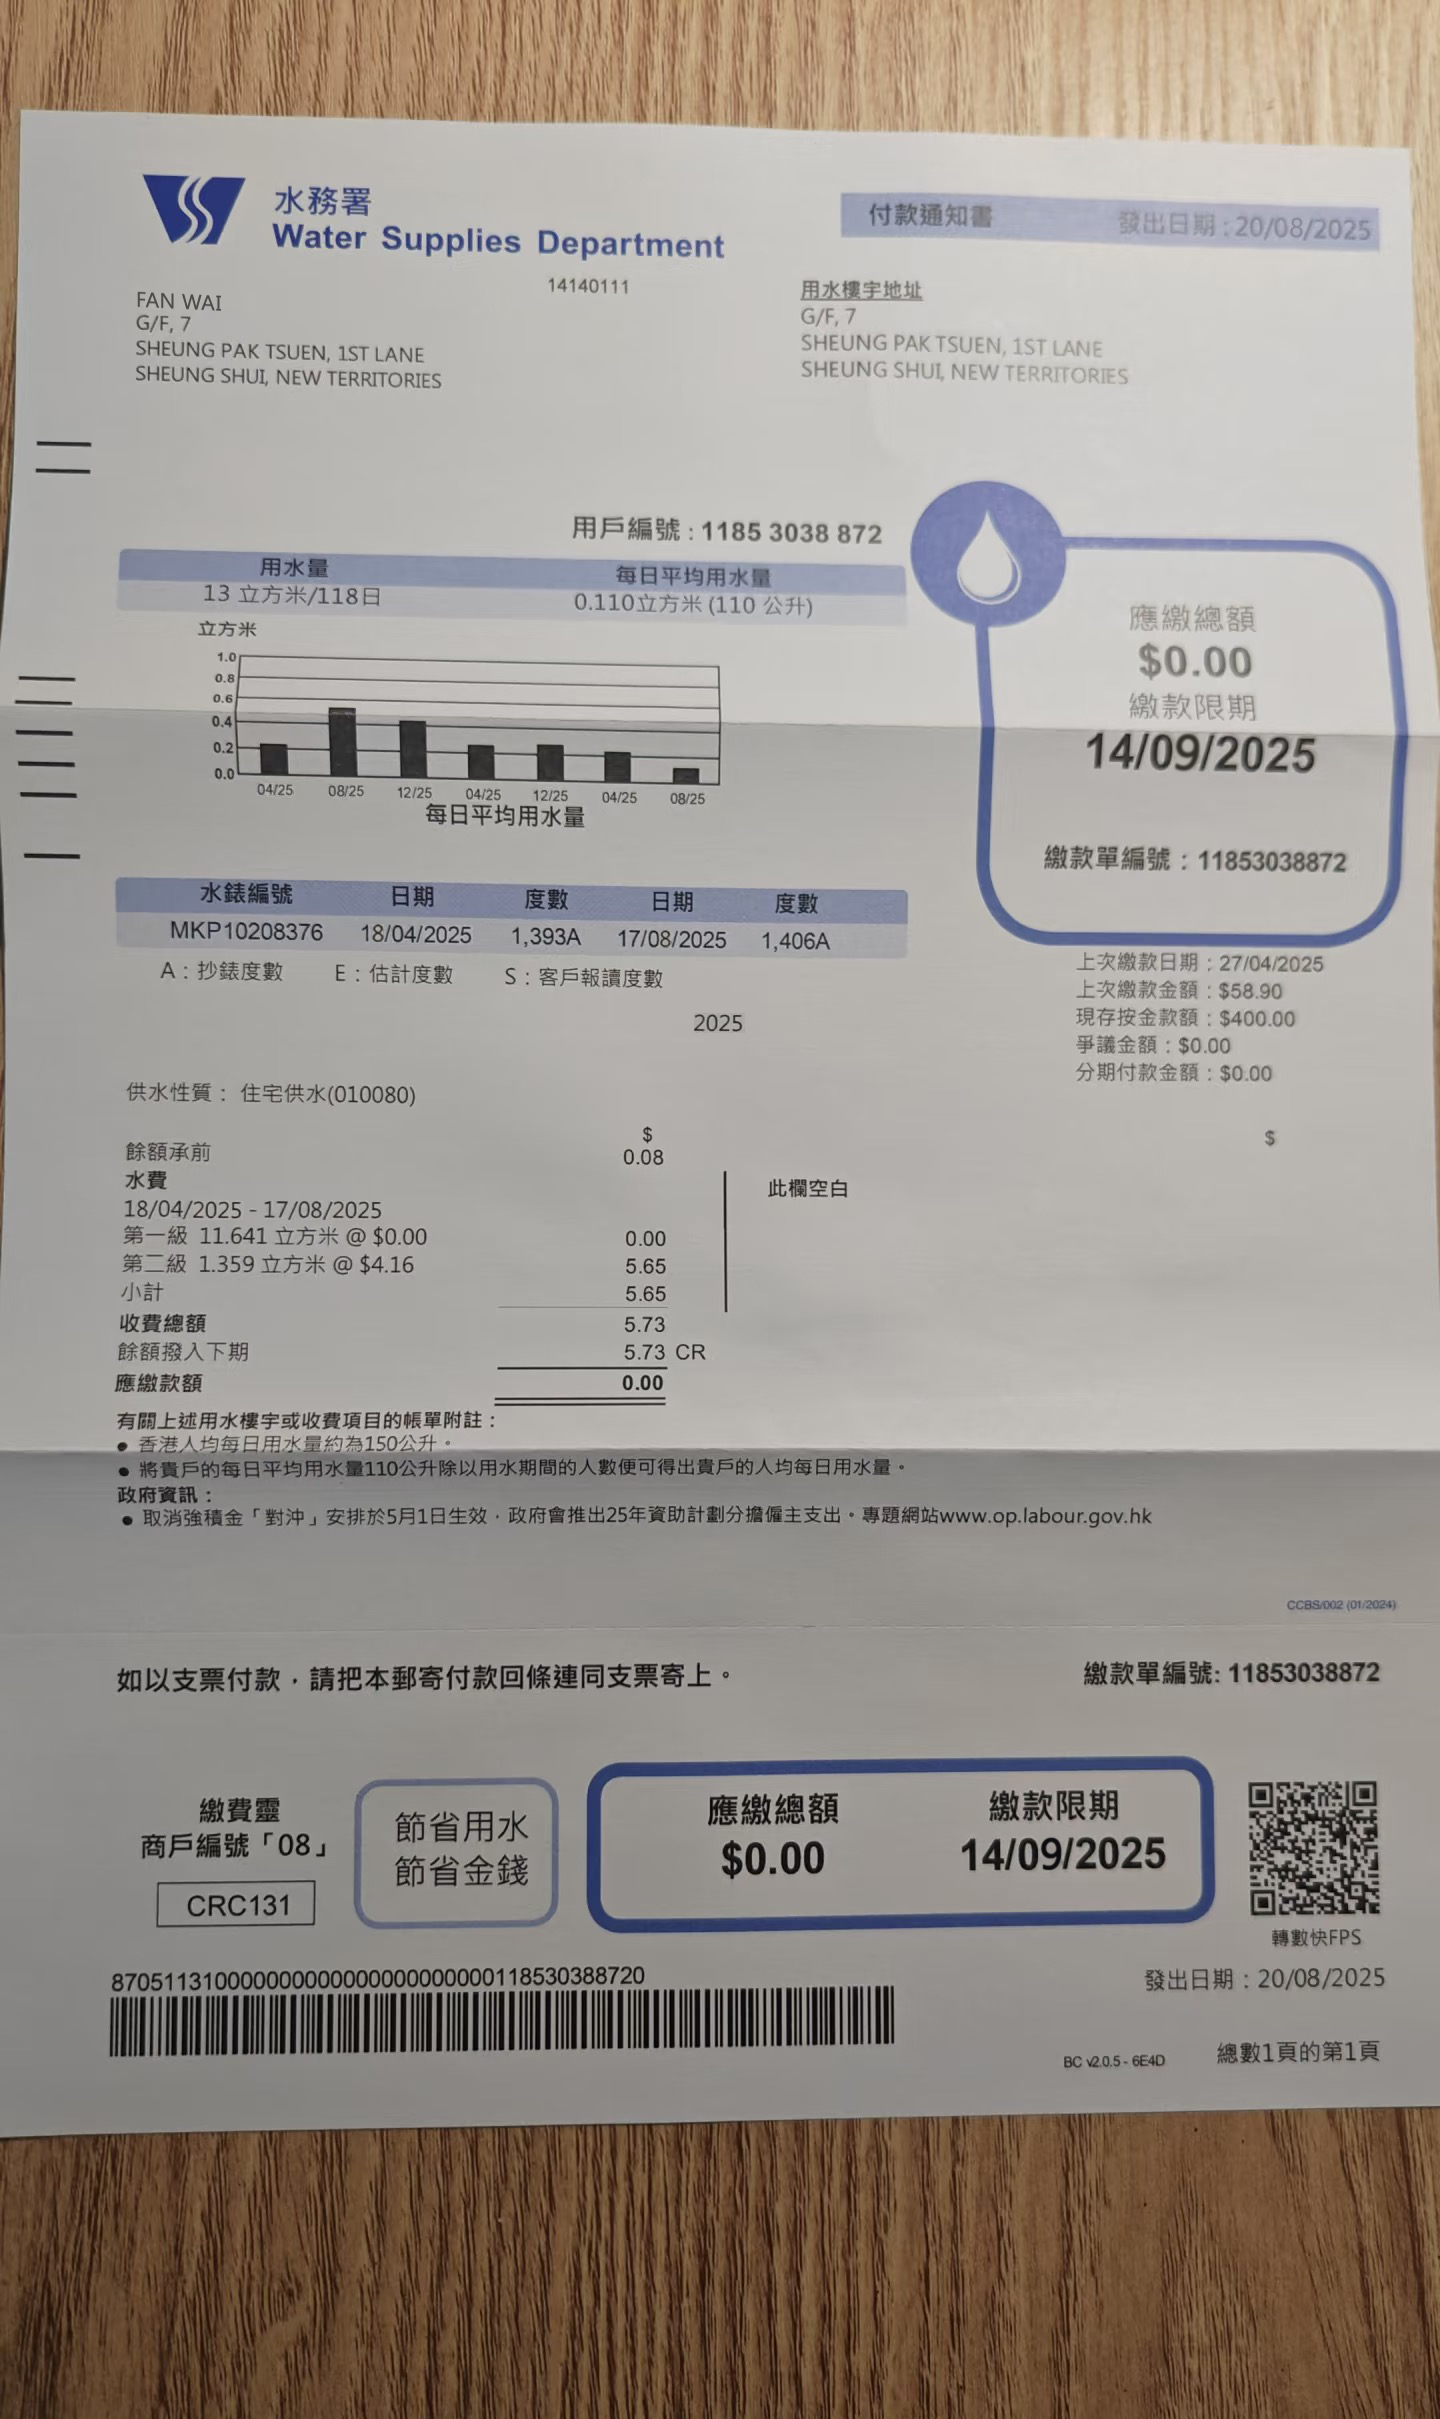 水務署
Water Supplies Department
付款通知書 發出日期 : 20/08/2025
14140111
FAN WAI
G/F, 7
SHEUNG PAK TSUEN, 1ST LANE
SHEUNG SHUI, NEW TERRITORIES
用水樓宇地址
G/F, 7
SHEUNG PAK TSUEN, 1ST LANE
SHEUNG SHUI, NEW TERRITORIES
用戶編號 : 1185 3038 872
用水量 每日平均用水量
13 立方米/118日 0.110立方米 (110 公升)
立方米
1.0
0.8
0.6
0.4
0.2
0.0
04/25 08/25 12/25 04/25 12/25 04/25 08/25
每日平均用水量
應繳總額
$0.00
繳款限期
14/09/2025
繳款單編號 : 11853038872
水錶編號 日期 度數 日期 度數
MKP10208376 18/04/2025 1,393A 17/08/2025 1,406A
A : 抄錶度數 E : 估計度數 S : 客戶報讀度數
上次繳款日期 : 27/04/2025
上次繳款金額 : $58.90
現存按金款額 : $400.00
爭議金額 : $0.00
分期付款金額 : $0.00
2025
供水性質 : 住宅供水(010080)
$
$
餘額承前 0.08
水費
此欄空白
18/04/2025 - 17/08/2025
第一級 11.641 立方米 @ $0.00 0.00
第二級 1.359 立方米 @ $4.16 5.65
小計 5.65
收費總額 5.73
餘額撥入下期 5.73 CR
應繳款額 0.00
有關上述用水樓宇或收費項目的帳單附註 :
● 香港人均每日用水量約為150公升。
● 將貴戶的每日平均用水量110公升除以用水期間的人數便可得出貴戶的人均每日用水量。
政府資訊 :
● 取消強積金「對沖」安排於5月1日生效，政府會推出25年資助計劃分擔僱主支出。專題網站www.op.labour.gov.hk
CCBS/002 (01/2024)
如以支票付款，請把本郵寄付款回條連同支票寄上。
繳款單編號: 11853038872
繳費靈
商戶編號「08」
CRC131
節省用水
節省金錢
應繳總額 繳款限期
$0.00 14/09/2025
轉數快FPS
發出日期 : 20/08/2025
8705113100000000000000000000118530388720
BC v2.0.5 - 6E4D
總數1頁的第1頁